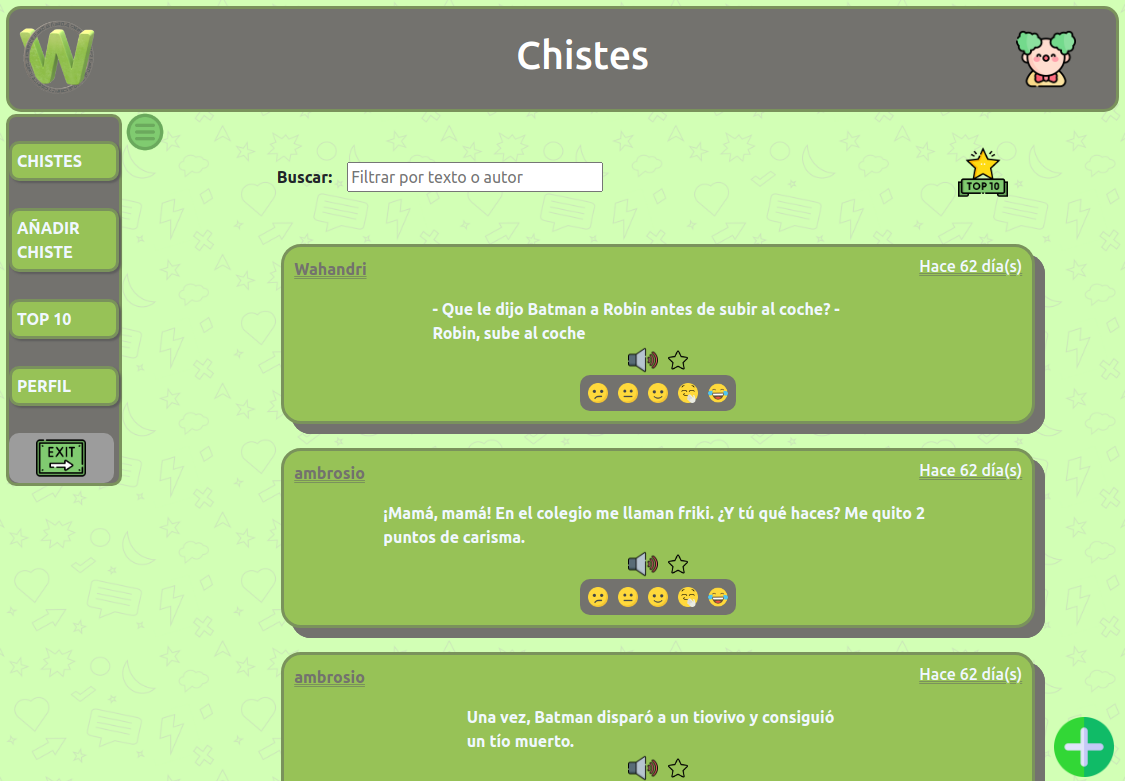 W
Chistes
CHISTES
AÑADIR
CHISTE
TOP 10
PERFIL
EXIT
Buscar: Filtrar por texto o autor
TOP 10
Wahandri
Hace 62 día(s)
- Que le dijo Batman a Robin antes de subir al coche? -
Robin, sube al coche
ambrosio
Hace 62 día(s)
¡Mamá, mamá! En el colegio me llaman friki. ¿Y tú qué haces? Me quito 2
puntos de carisma.
ambrosio
Hace 62 día(s)
Una vez, Batman disparó a un tiovivo y consiguió
un tío muerto.